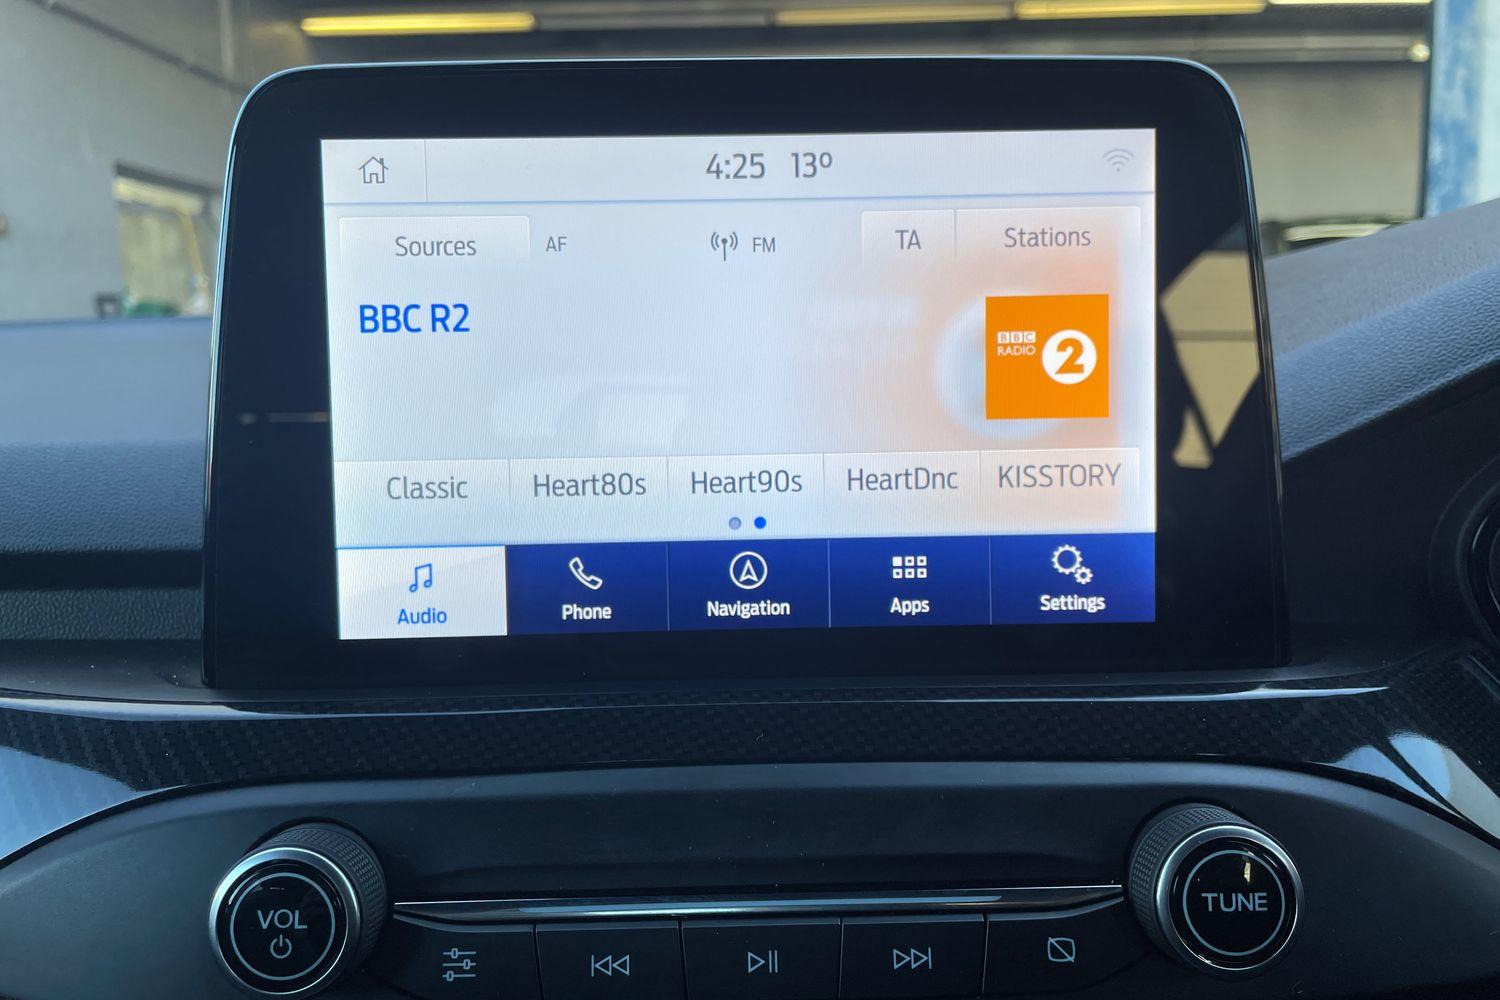 4:25 13º
Sources AF FM TA Stations
BBC R2
BBC
RADIO 2
Classic Heart80s Heart90s HeartDnc KISSTORY
Audio Phone Navigation Apps Settings
VOL
TUNE